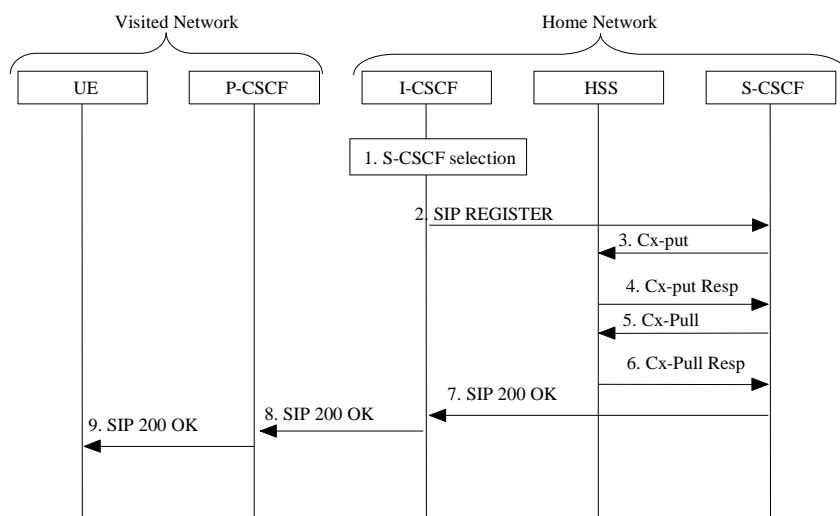 Visited Network
Home Network
UE
P-CSCF
I-CSCF
HSS
S-CSCF
1. S-CSCF selection
2. SIP REGISTER
3. Cx-put
4. Cx-put Resp
5. Cx-Pull
6. Cx-Pull Resp
7. SIP 200 OK
8. SIP 200 OK
9. SIP 200 OK